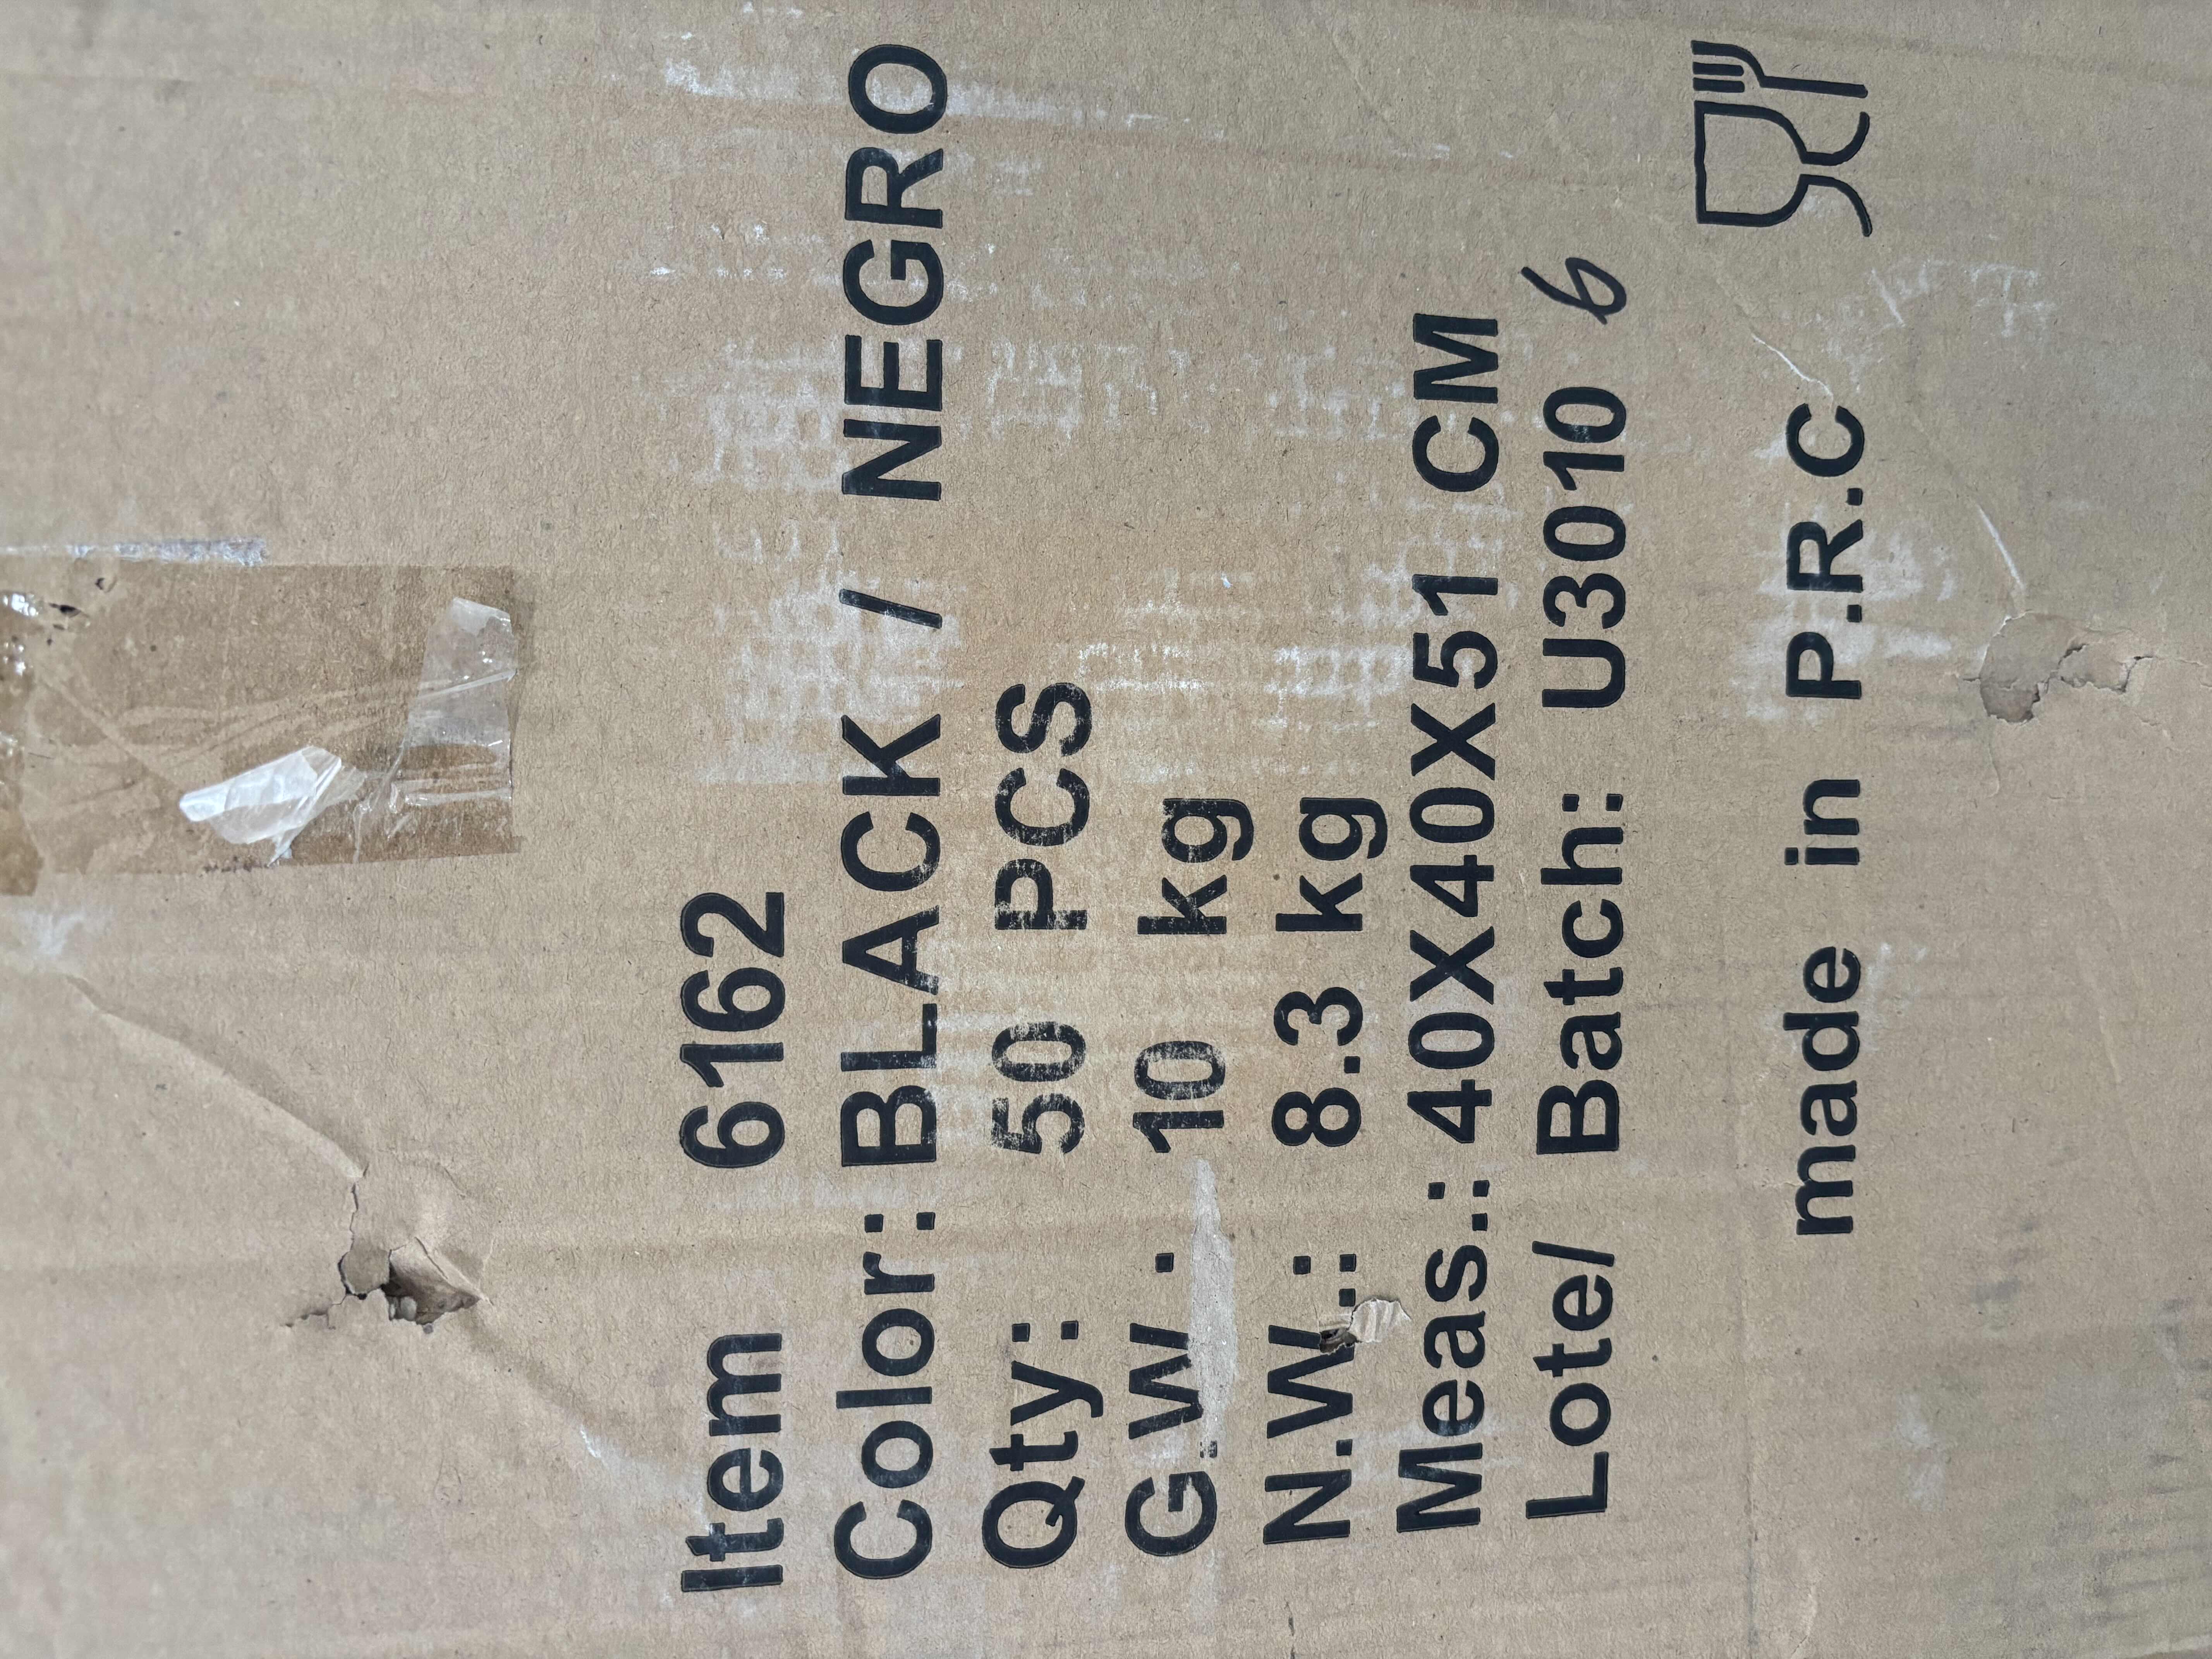 Item 6162
Color: BLACK / NEGRO
Qty: 50 PCS
G.W.: 10 kg
N.W.: 8.3 kg
Meas.: 40X40X51 CM
Lote/ Batch: U3010 6
made in P.R.C